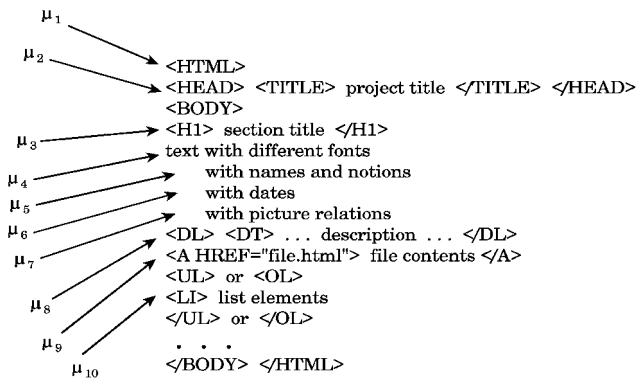 μ1
<HTML>
μ2
<HEAD> <TITLE> project title </TITLE> </HEAD>
<BODY>
μ3 <H1> section title </H1>
μ4 text with different fonts
μ5 with names and notions
μ6 with dates
μ7 with picture relations
μ8 <DL> <DT> ... description ... </DL>
μ9 <A HREF="file.html"> file contents </A>
<UL> or <OL>
μ10 <LI> list elements
</UL> or </OL>
. . .
</BODY> </HTML>